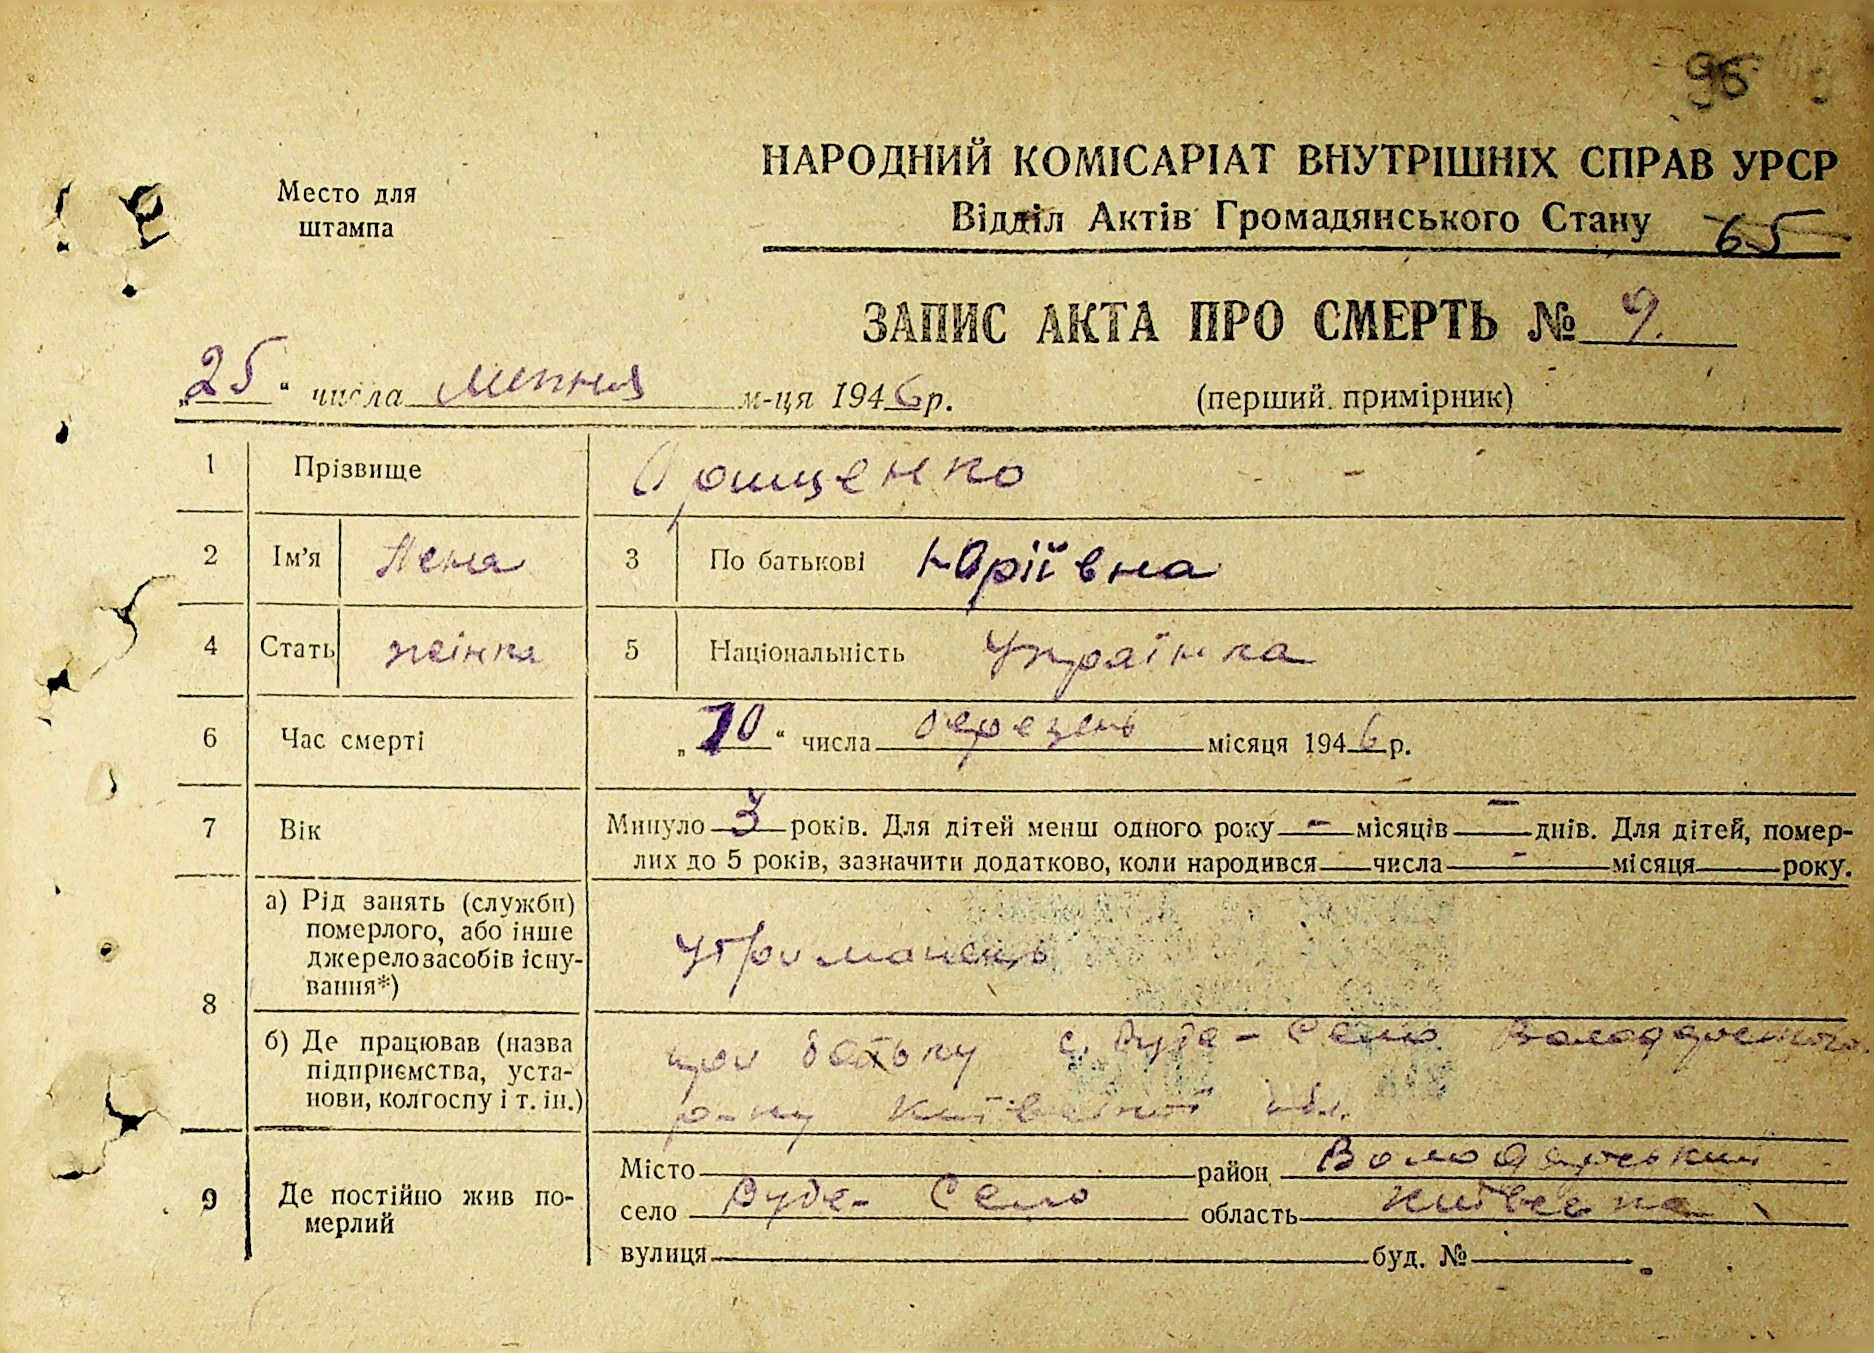 96
Место для
штампа
НАРОДНИЙ КОМІСАРІАТ ВНУТРІШНІХ СПРАВ УРСР
Відділ Актів Громадянського Стану 65
ЗАПИС АКТА ПРО СМЕРТЬ № 9.
„25“ числа липня м-ця 1946 р. (перший примірник)
1 Прізвище Орищенко
2 Ім’я Лена 3 По батькові Юріївна
4 Стать жінка 5 Національність Українка
6 Час смерті „10“ числа березень місяця 1946 р.
7 Вік Минуло 3 років. Для дітей менш одного року - місяців - днів. Для дітей, помер-
лих до 5 років, зазначити додатково, коли народився числа - місяця року.
8 а) Рід занять (служби)
померлого, або інше
джерело засобів існу-
вання*) утриманець
б) Де працював (назва
підприємства, уста-
нови, колгоспу і т. ін.)
при батьку с. Руде-Село Володарського
р-ну Київської обл.
9 Де постійно жив по-
мерлий
Місто район Володарський
село Руде-Село область Київська
вулиця буд. №